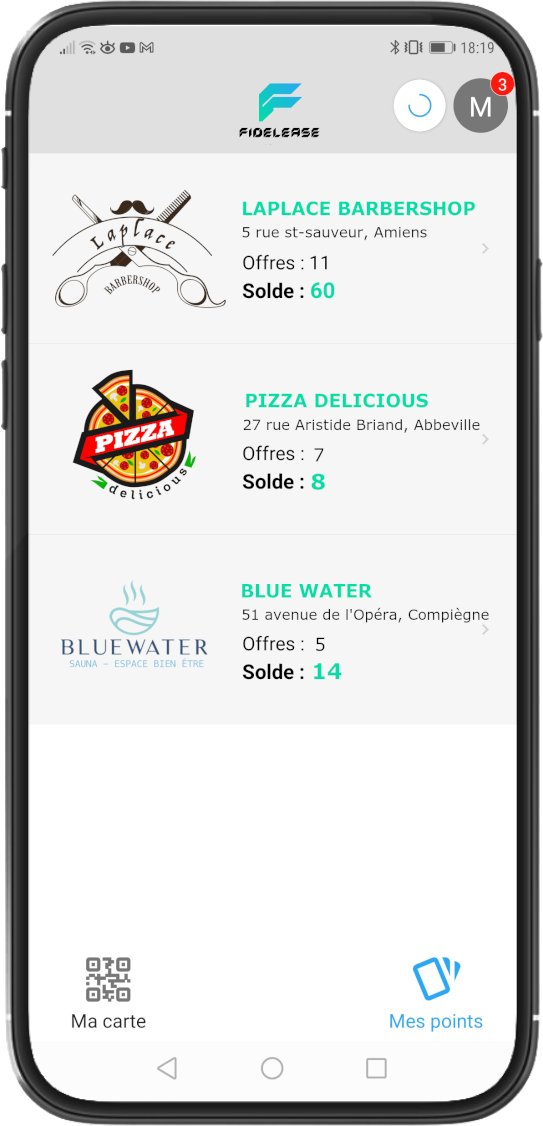 18:19
3
M
FIDELEASE
Laplace
BARBERSHOP
LAPLACE BARBERSHOP
5 rue st-sauveur, Amiens
Offres : 11
Solde : 60
PIZZA
delicious
PIZZA DELICIOUS
27 rue Aristide Briand, Abbeville
Offres : 7
Solde : 8
BLUEWATER
SAUNA – ESPACE BIEN ÊTRE
BLUE WATER
51 avenue de l'Opéra, Compiègne
Offres : 5
Solde : 14
Ma carte
Mes points